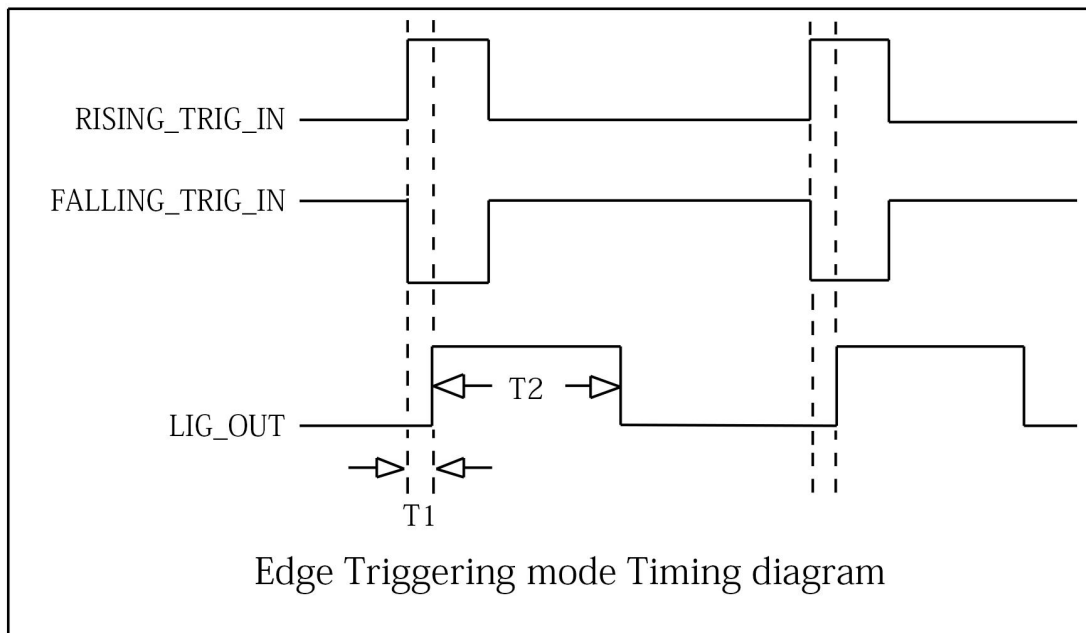 RISING_TRIG_IN
FALLING_TRIG_IN
T2
LIG_OUT
T1
Edge Triggering mode Timing diagram